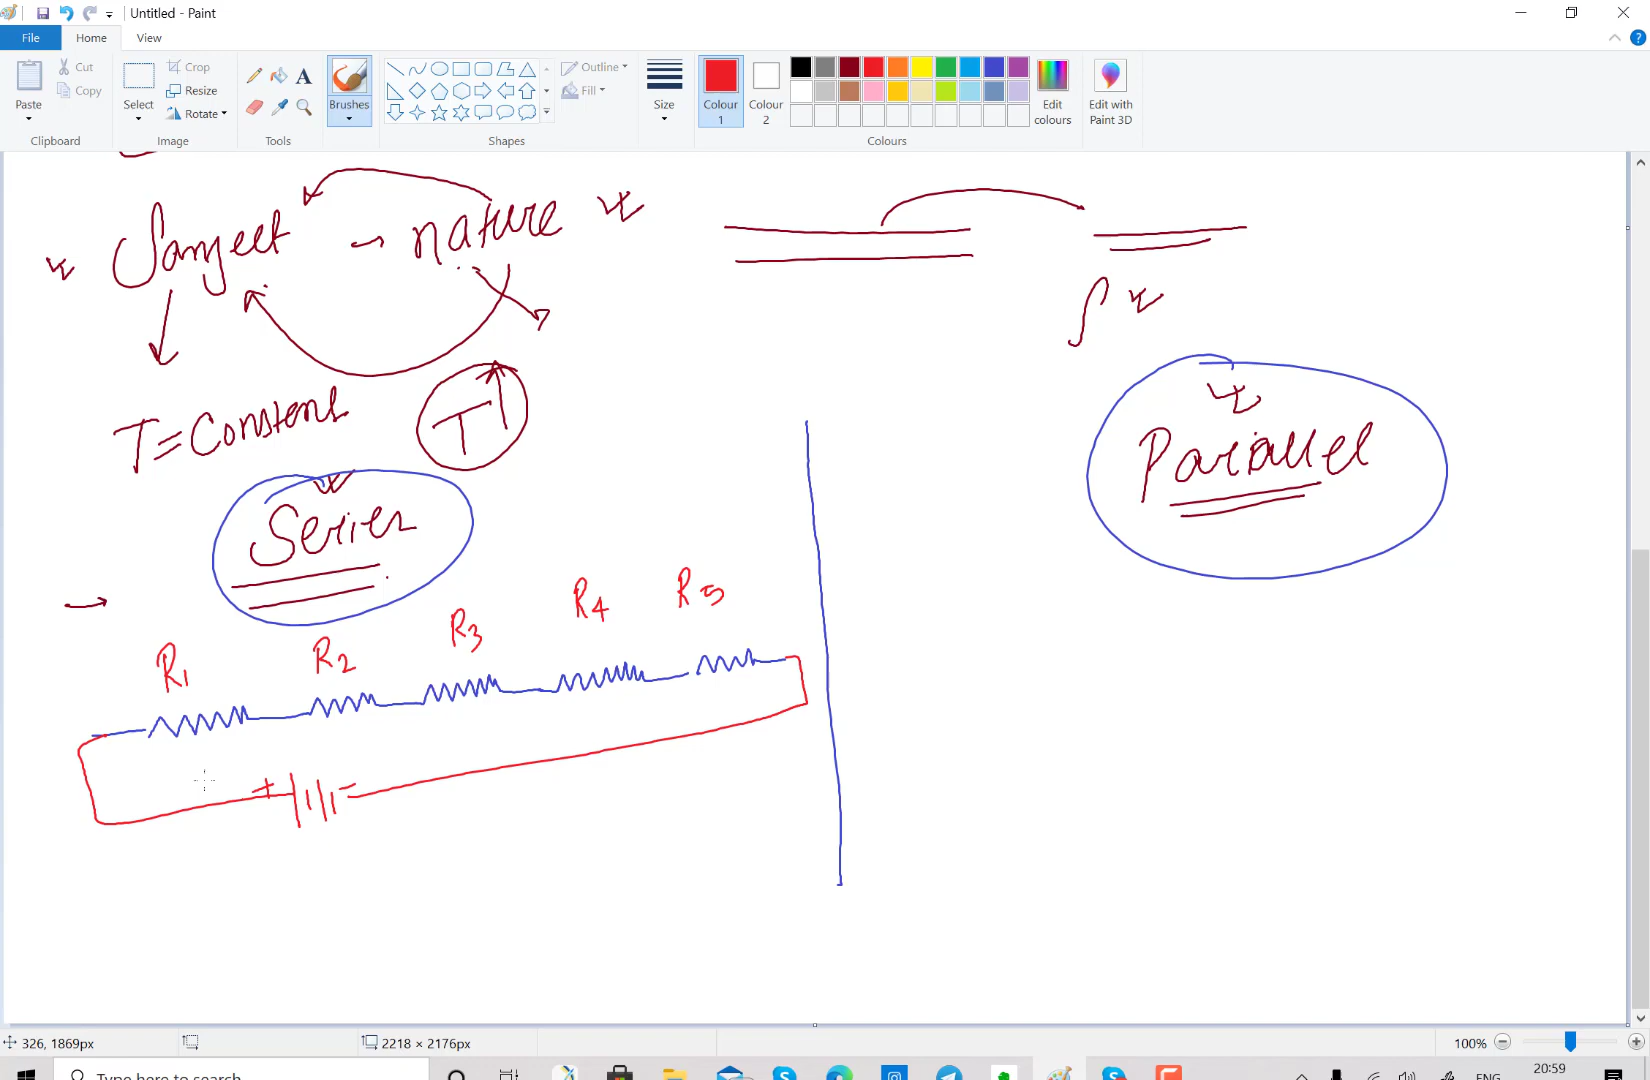 Untitled - Paint
File Home View
Paste
Cut
Copy
Clipboard
Select
Crop
Resize
Rotate
Image
Tools
Brushes
Shapes
Outline
Fill
Size
Colour 1
Colour 2
Colours
Edit colours
Edit with Paint 3D
Sanjeet → nature
T = Constant
T
Series
Parallel
R1 R2 R3 R4 R5
+ -
326, 1869px
2218 × 2176px
100%
Type here to search
ENG
20:59